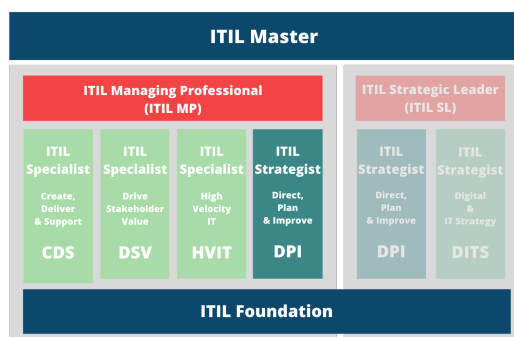 ITIL Master
ITIL Managing Professional
(ITIL MP)
ITIL Strategic Leader
(ITIL SL)
ITIL
Specialist
Create,
Deliver
& Support
CDS
ITIL
Specialist
Drive
Stakeholder
Value
DSV
ITIL
Specialist
High
Velocity
IT
HVIT
ITIL
Strategist
Direct,
Plan
& Improve
DPI
ITIL
Strategist
Direct,
Plan
& Improve
DPI
ITIL
Strategist
Digital
&
IT Strategy
DITS
ITIL Foundation